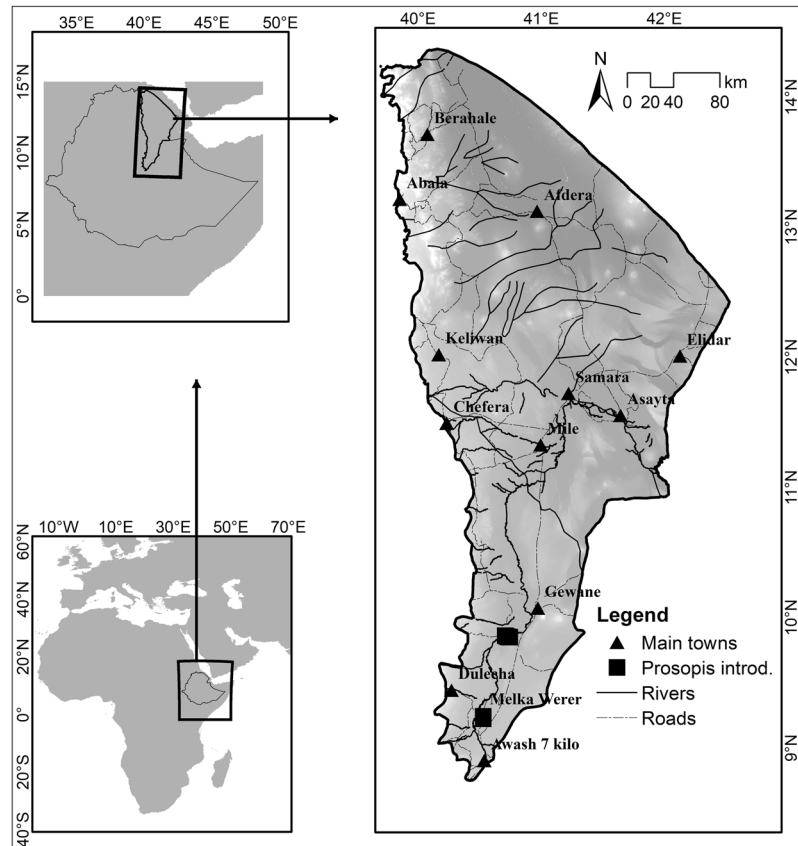 35°E 40°E 45°E 50°E
15°N
10°N
5°N
0°
10°W 10°E 30°E 50°E 70°E
60°N
40°N
20°N
0°
20°S
40°S
40°E 41°E 42°E
14°N
13°N
12°N
11°N
10°N
9°N
N
km
0 20 40 80
Berahale
Abala
Afdera
Keliwan
Elidar
Samara
Asayta
Chefera
Mile
Gewane
Dulecha
Melka Werer
Awash 7 kilo
Legend
Main towns
Prosopis introd.
Rivers
Roads